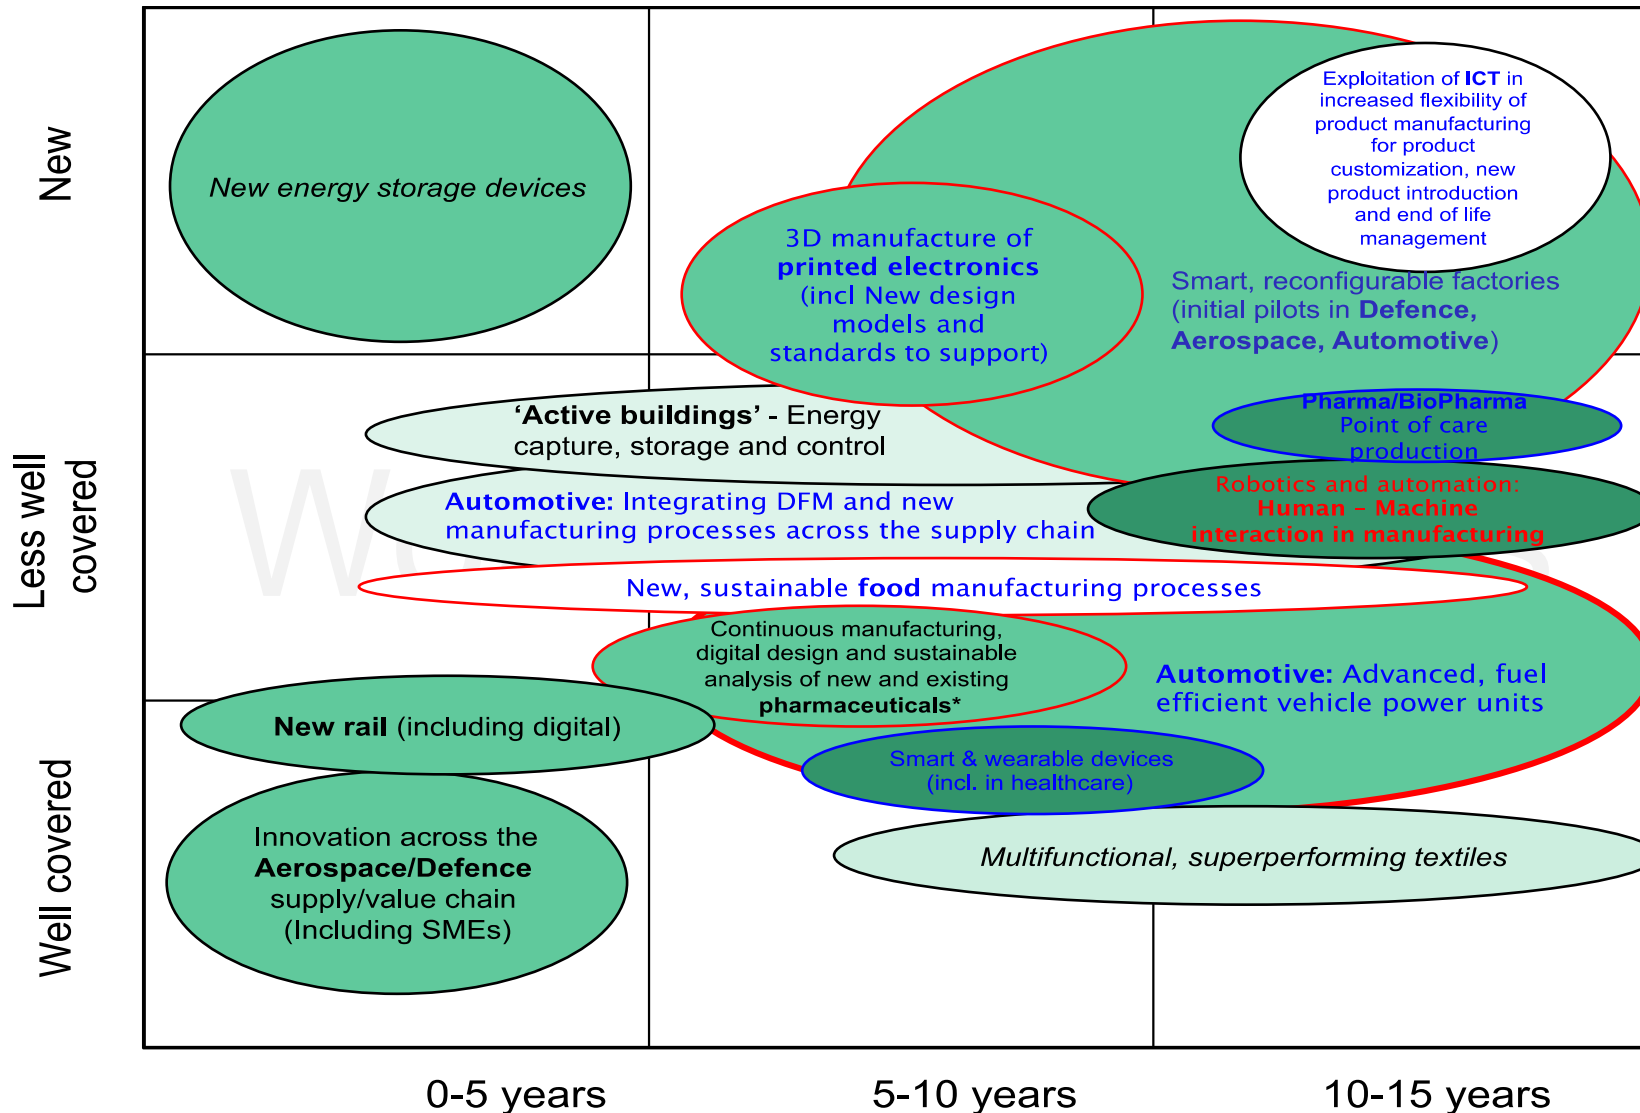 New
Less well
covered
Well covered
New energy storage devices
Exploitation of ICT in
increased flexibility of
product manufacturing
for product
customization, new
product introduction
and end of life
management
3D manufacture of
printed electronics
(incl New design
models and
standards to support)
Smart, reconfigurable factories
(initial pilots in Defence,
Aerospace, Automotive)
‘Active buildings’ - Energy
capture, storage and control
Pharma/BioPharma
Point of care
production
Automotive: Integrating DFM and new
manufacturing processes across the supply chain
Robotics and automation:
Human – Machine
interaction in manufacturing
New, sustainable food manufacturing processes
Continuous manufacturing,
digital design and sustainable
analysis of new and existing
pharmaceuticals*
Automotive: Advanced, fuel
efficient vehicle power units
New rail (including digital)
Smart & wearable devices
(incl. in healthcare)
Innovation across the
Aerospace/Defence
supply/value chain
(Including SMEs)
Multifunctional, superperforming textiles
0-5 years
5-10 years
10-15 years